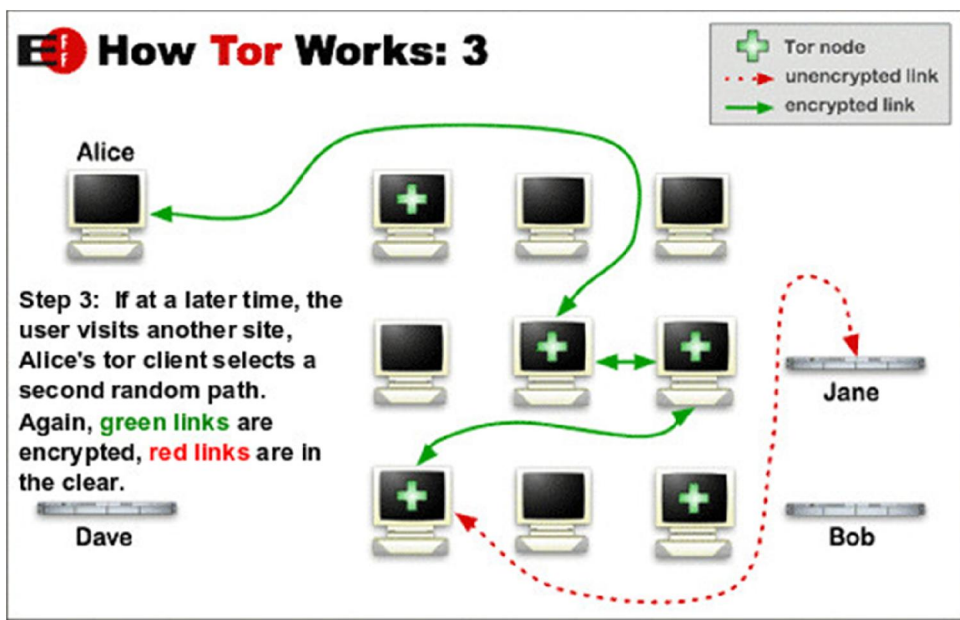 EFF How Tor Works: 3
Tor node
unencrypted link
encrypted link
Alice
Step 3: If at a later time, the
user visits another site,
Alice's tor client selects a
second random path.
Again, green links are
encrypted, red links are in
the clear.
Jane
Dave
Bob